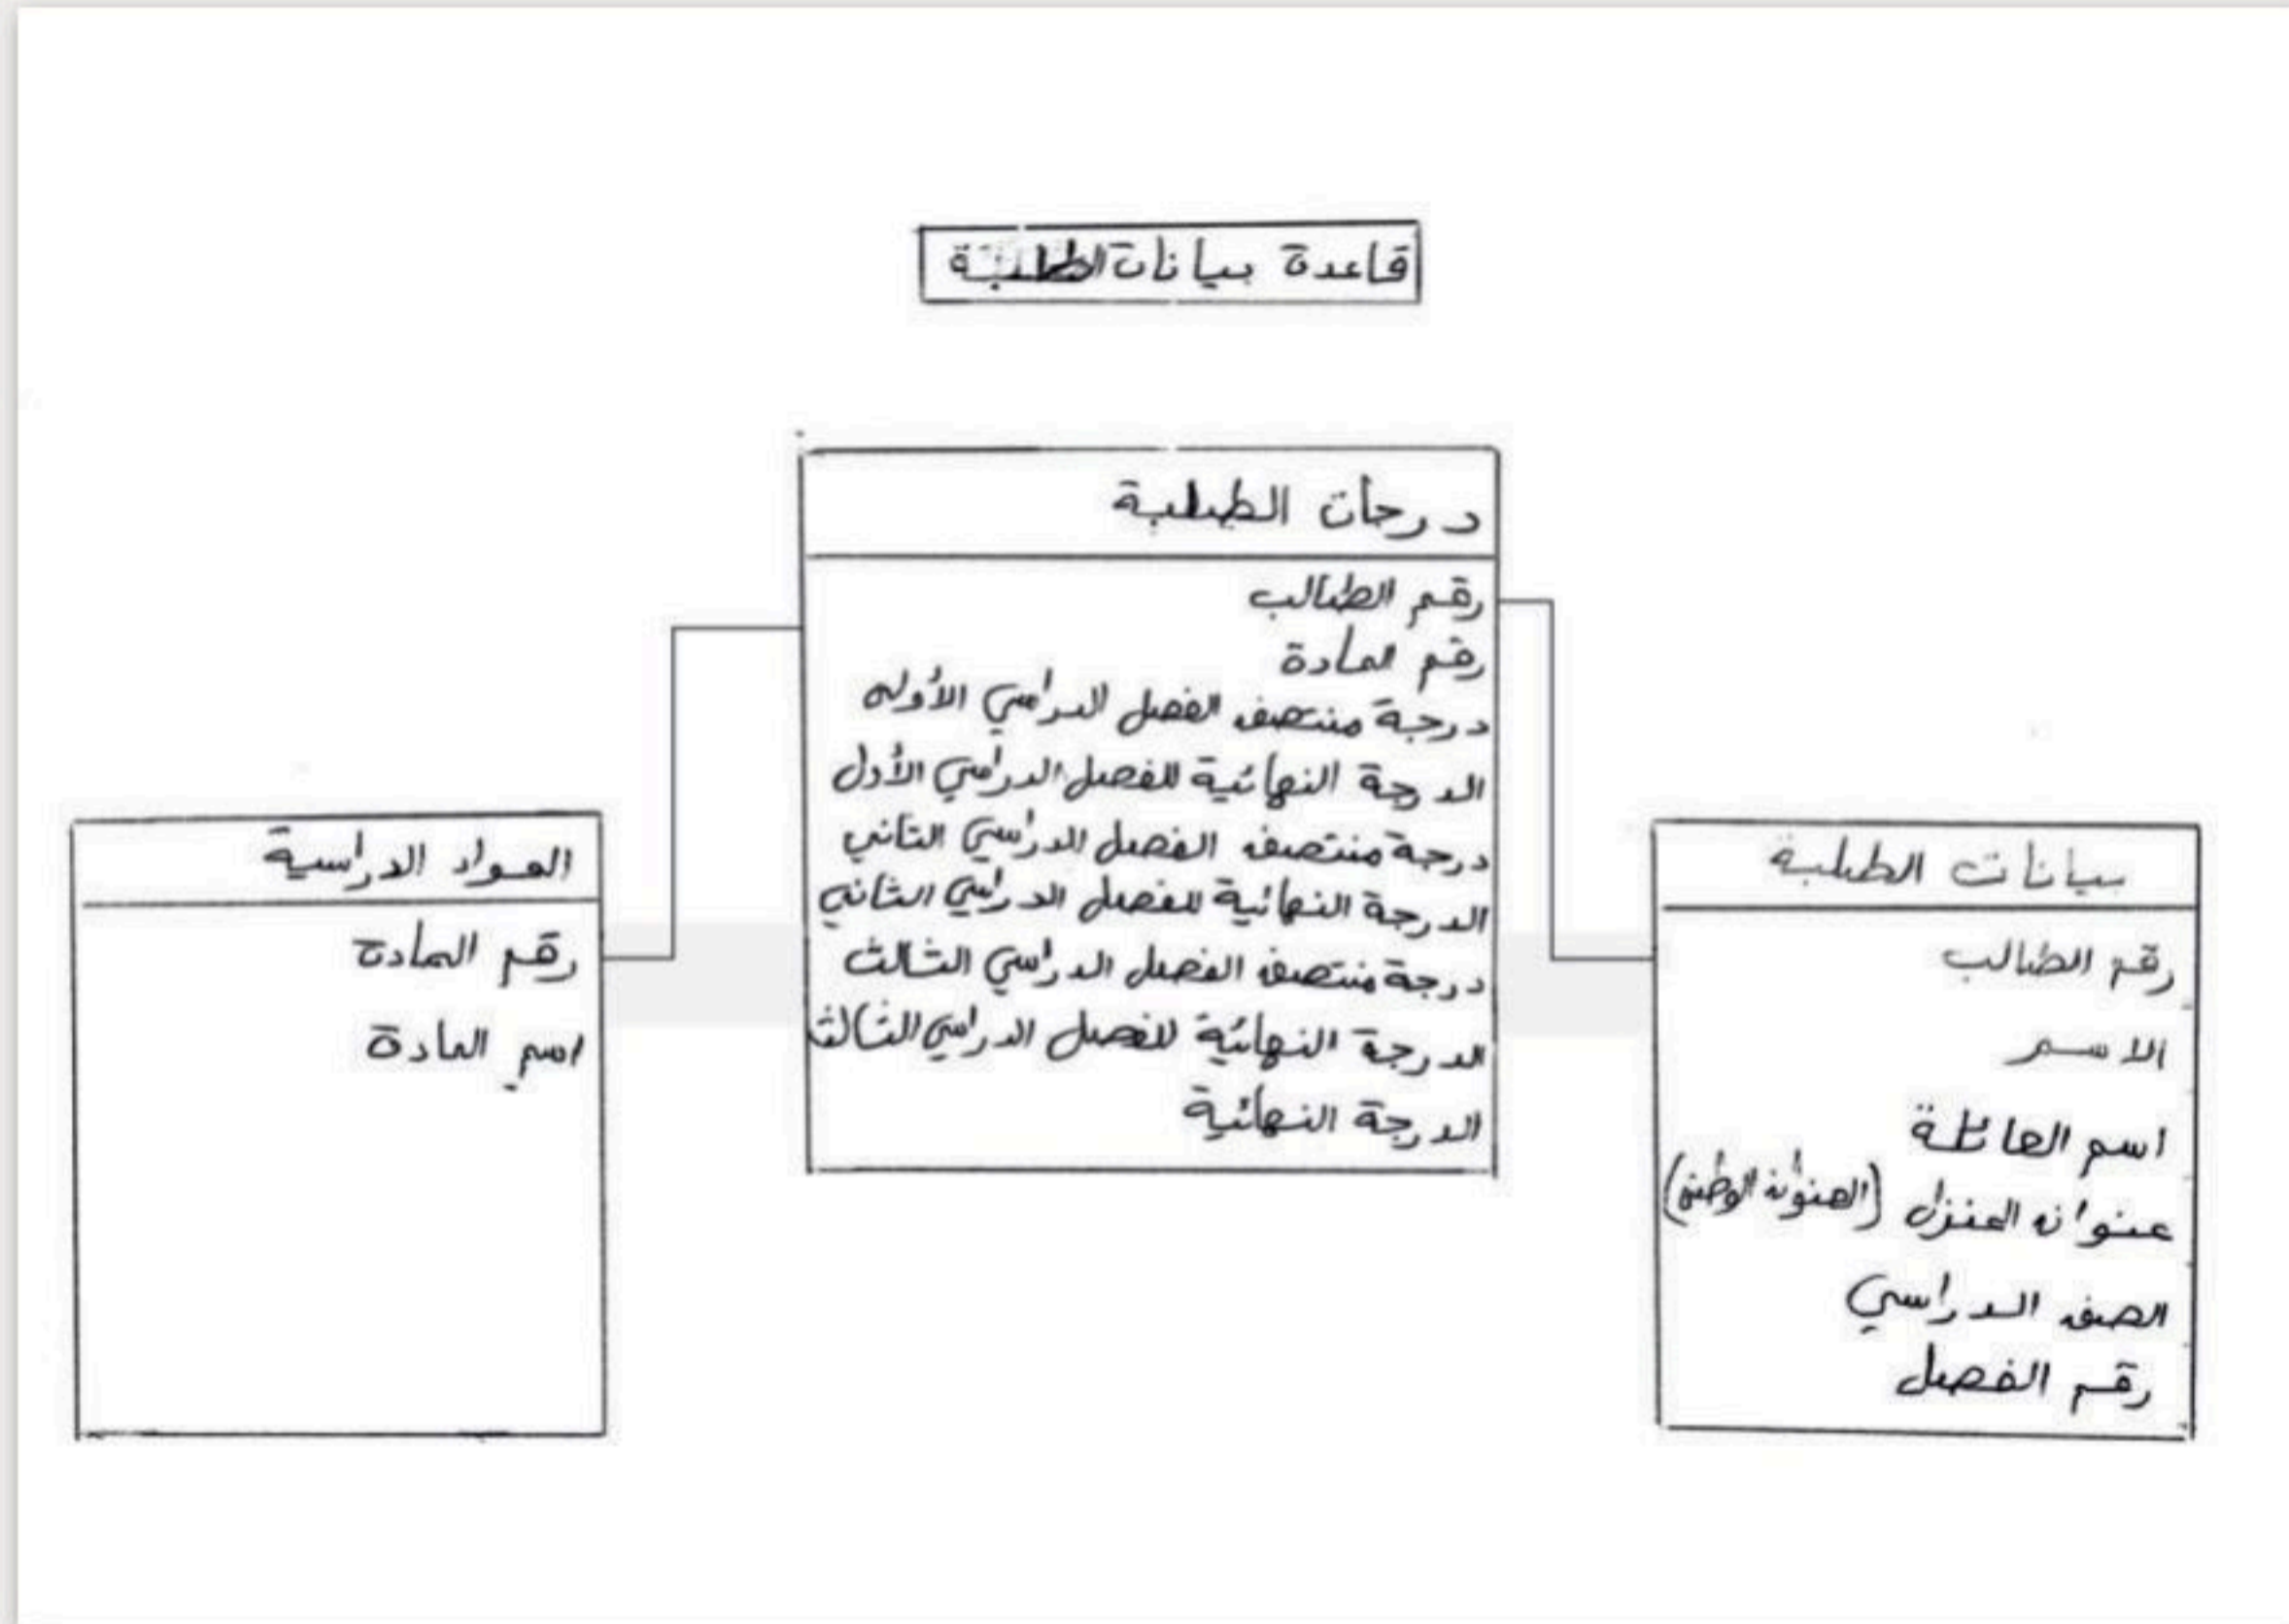 قاعدة بيانات الطلبة
درجات الطلبة
رقم الطالب
رقم المادة
درجة منتصف الفصل الدراسي الأول
الدرجة النهائية للفصل الدراسي الأول
درجة منتصف الفصل الدراسي الثاني
الدرجة النهائية للفصل الدراسي الثاني
درجة منتصف الفصل الدراسي الثالث
الدرجة النهائية للفصل الدراسي الثالث
الدرجة النهائية
بيانات الطلبة
رقم الطالب
الاسم
اسم العائلة
عنوان المنزل (العنوان الوطني)
الصف الدراسي
رقم الفصل
المواد الدراسية
رقم المادة
اسم المادة